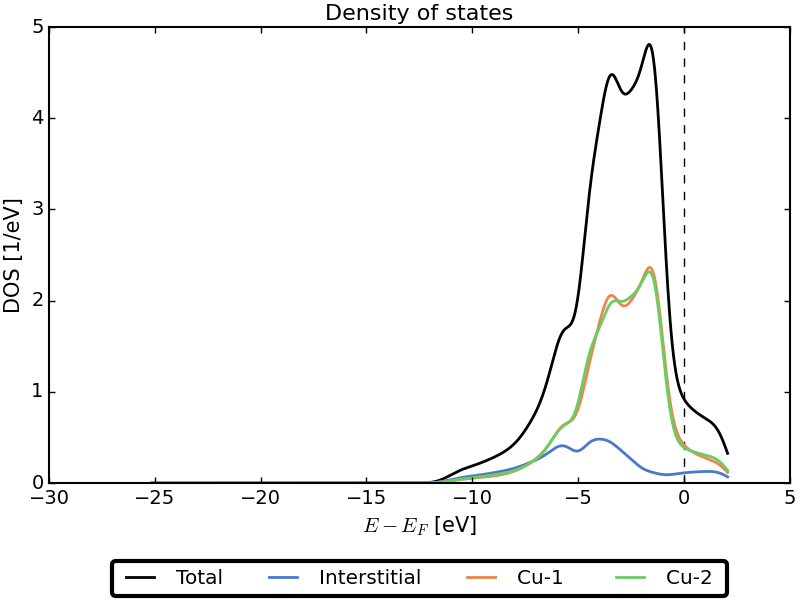 Density of states
5
4
3
2
1
0
DOS [1/eV]
−30 −25 −20 −15 −10 −5 0 5
E − E_F [eV]
Total Interstitial Cu-1 Cu-2